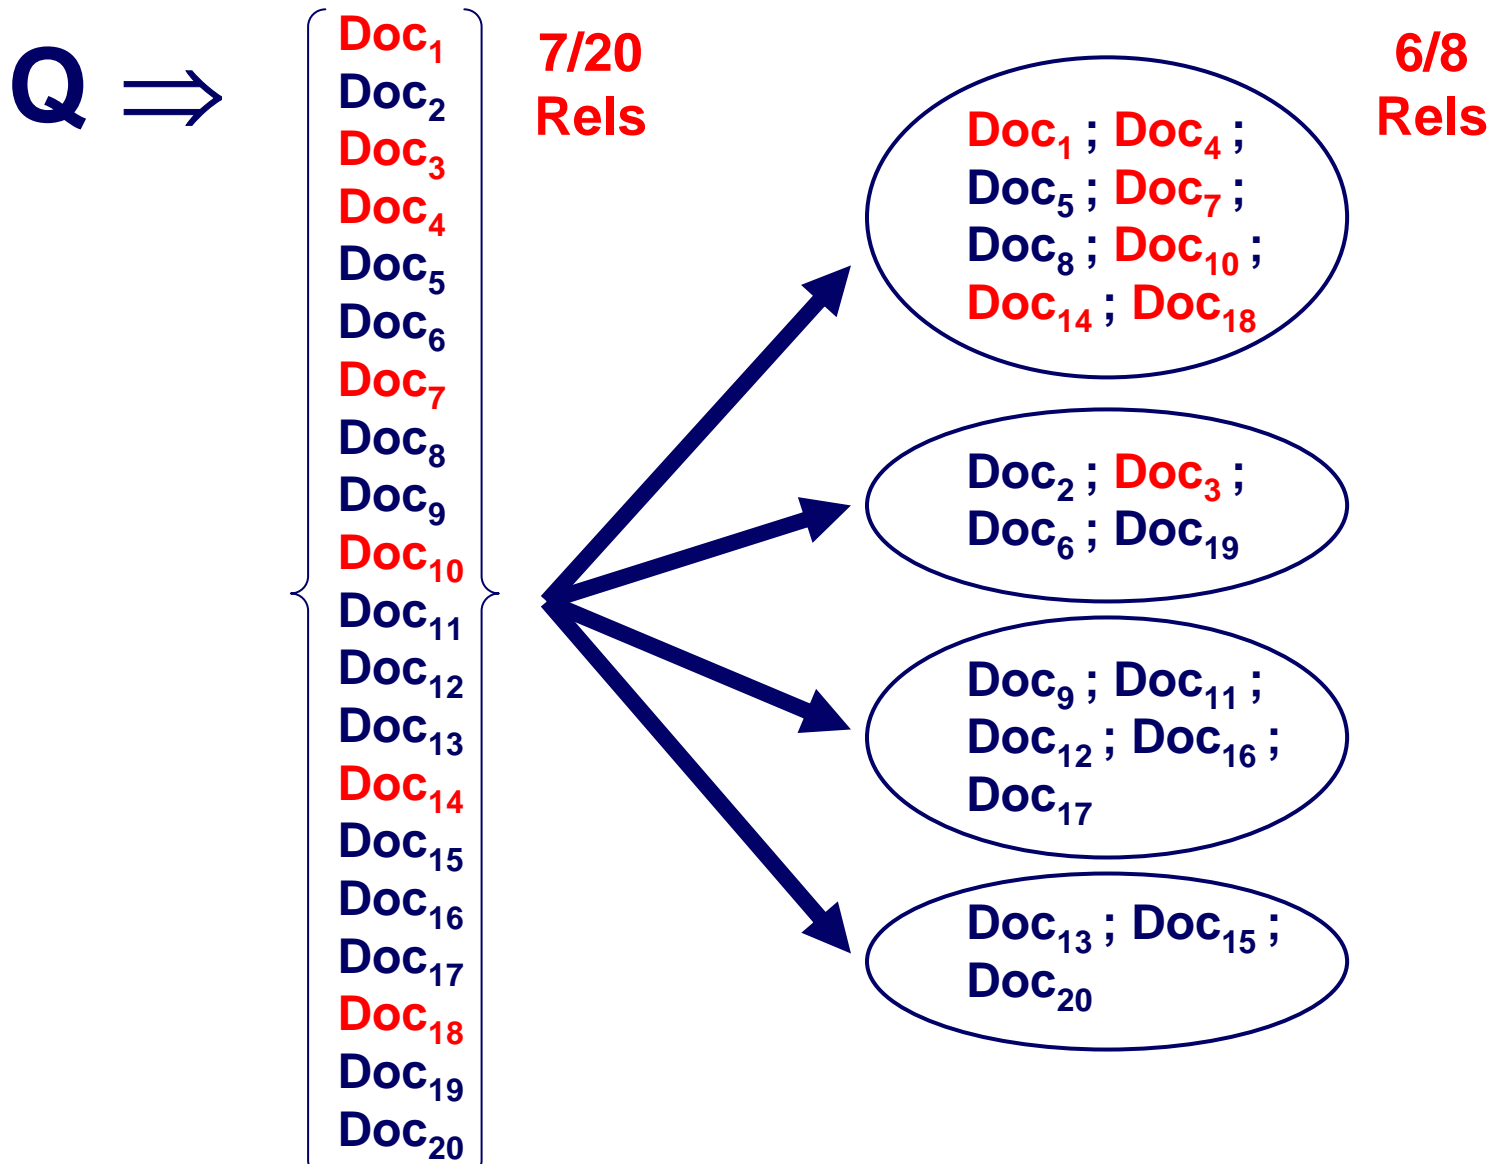 Q ⇒
Doc₁
Doc₂
Doc₃
Doc₄
Doc₅
Doc₆
Doc₇
Doc₈
Doc₉
Doc₁₀
Doc₁₁
Doc₁₂
Doc₁₃
Doc₁₄
Doc₁₅
Doc₁₆
Doc₁₇
Doc₁₈
Doc₁₉
Doc₂₀
7/20
Rels
Doc₁ ; Doc₄ ;
Doc₅ ; Doc₇ ;
Doc₈ ; Doc₁₀ ;
Doc₁₄ ; Doc₁₈
6/8
Rels
Doc₂ ; Doc₃ ;
Doc₆ ; Doc₁₉
Doc₉ ; Doc₁₁ ;
Doc₁₂ ; Doc₁₆ ;
Doc₁₇
Doc₁₃ ; Doc₁₅ ;
Doc₂₀